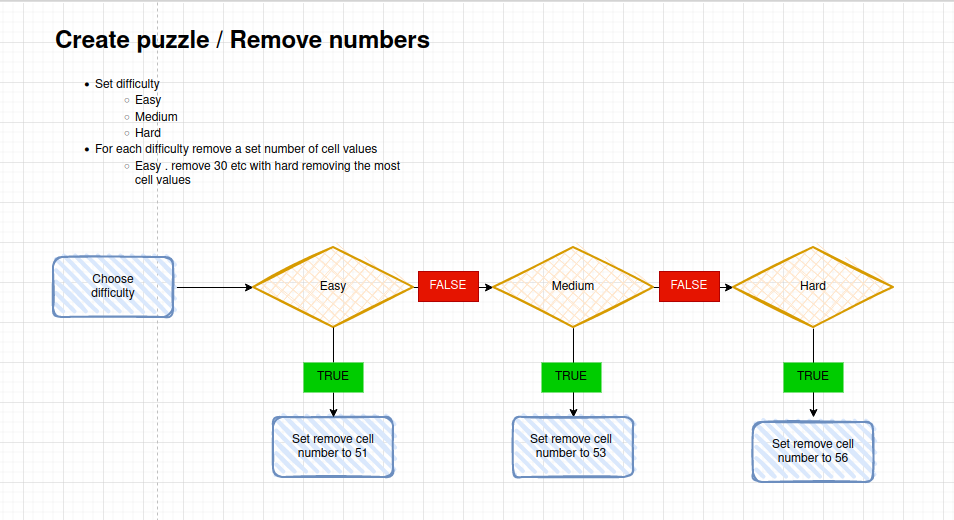 Create puzzle / Remove numbers
Set difficulty
Easy
Medium
Hard
For each difficulty remove a set number of cell values
Easy . remove 30 etc with hard removing the most
cell values
Choose
difficulty
Easy
FALSE
Medium
FALSE
Hard
TRUE
TRUE
TRUE
Set remove cell
number to 51
Set remove cell
number to 53
Set remove cell
number to 56